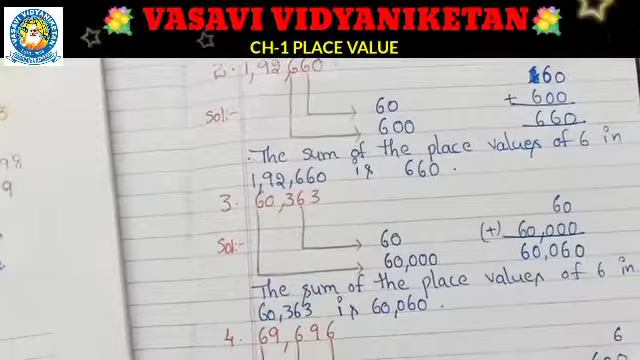 VASAVI VIDYANIKETAN
CH-1 PLACE VALUE
2. 1,92,660
Sol:-
60
600
60
+ 600
660
The sum of the place values of 6 in
1,92,660 is 660.
3. 60,363
Sol:-
60
60,000
60
(+) 60,000
60,060
The sum of the place values of 6 in
60,363 is 60,060.
4. 69,696
6
98
9